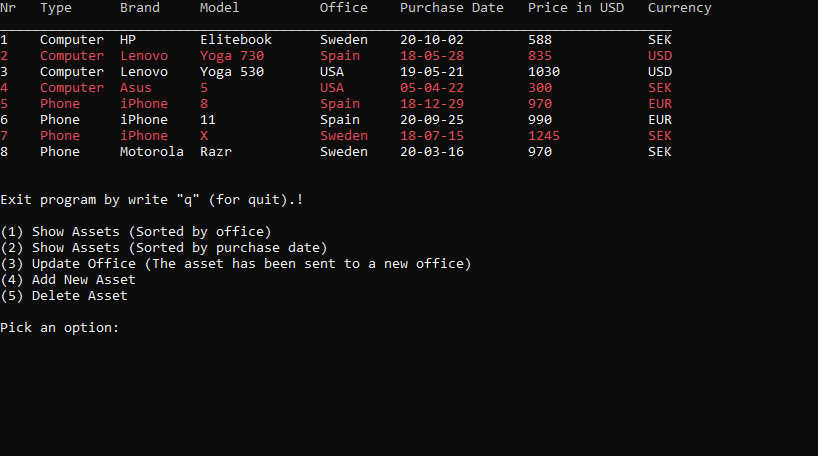 Nr Type Brand Model Office Purchase Date Price in USD Currency
1 Computer HP Elitebook Sweden 20-10-02 588 SEK
2 Computer Lenovo Yoga 730 Spain 18-05-28 835 USD
3 Computer Lenovo Yoga 530 USA 19-05-21 1030 USD
4 Computer Asus 5 USA 05-04-22 300 SEK
5 Phone iPhone 8 Spain 18-12-29 970 EUR
6 Phone iPhone 11 Spain 20-09-25 990 EUR
7 Phone iPhone X Sweden 18-07-15 1245 SEK
8 Phone Motorola Razr Sweden 20-03-16 970 SEK
Exit program by write "q" (for quit).!
(1) Show Assets (Sorted by office)
(2) Show Assets (Sorted by purchase date)
(3) Update Office (The asset has been sent to a new office)
(4) Add New Asset
(5) Delete Asset
Pick an option: